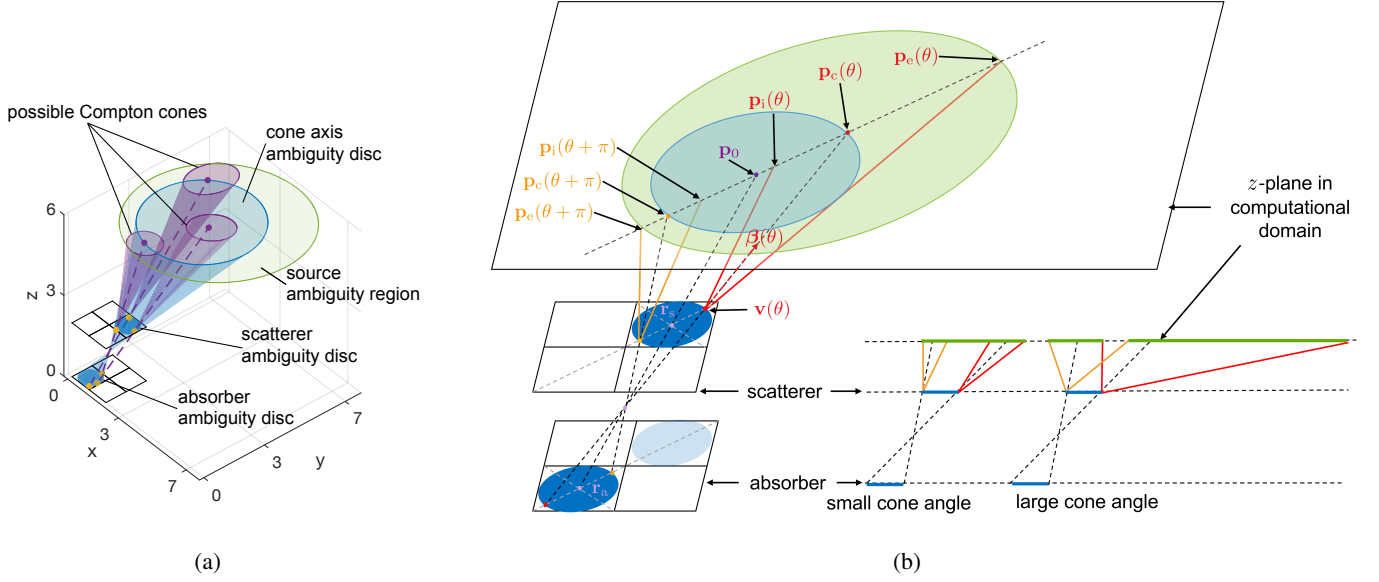 possible Compton cones
cone axis
ambiguity disc
6
3
0
z
source
ambiguity region
scatterer
ambiguity disc
absorber
ambiguity disc
0
3
7
x
0
3
7
y
(a)
p_e(θ)
p_c(θ)
p_i(θ)
p_0
p_i(θ + π)
p_c(θ + π)
p_e(θ + π)
β(θ)
v(θ)
z-plane in
computational
domain
r_s
scatterer
r_a
absorber
small cone angle
large cone angle
(b)